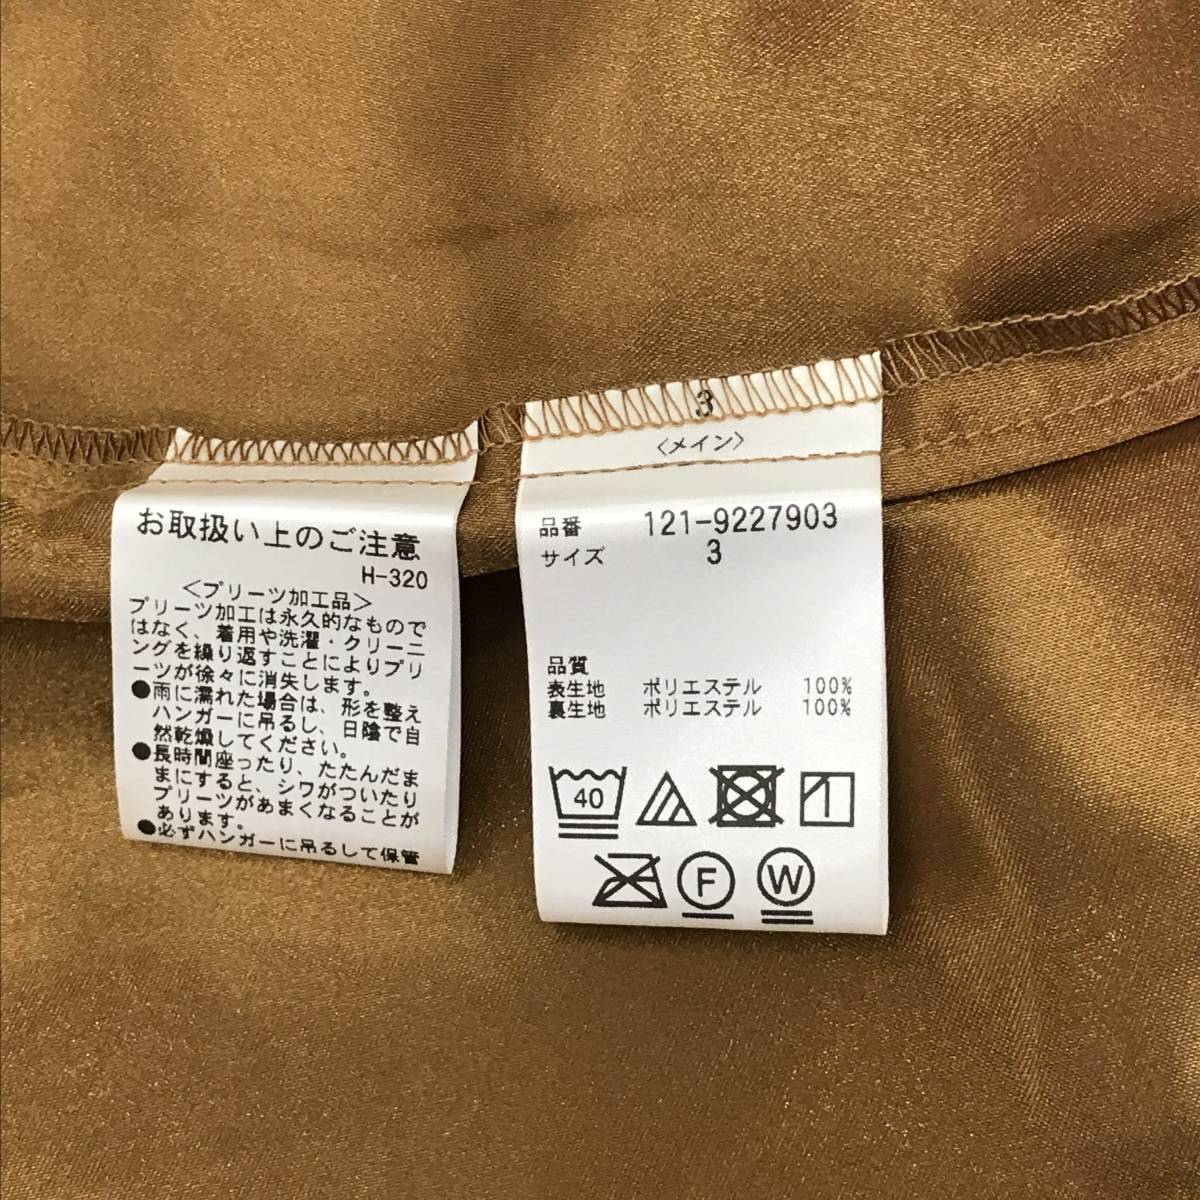 お取扱い上のご注意
H-320
＜プリーツ加工品＞
プリーツ加工は永久的なもので
はなく、着用や洗濯・クリーニ
ングを繰り返すことによりプリ
ーツが徐々に消失します。
●雨に濡れた場合は、形を整え
ハンガーに吊るし、日陰で自
然乾燥してください。
●長時間座ったり、たたんだま
まにすると、シワがついたり
プリーツがあまくなることが
あります。
●必ずハンガーに吊るして保管
3
〈メイン〉
品番 121-9227903
サイズ 3
品質
表生地 ポリエステル 100%
裏生地 ポリエステル 100%
40
F W